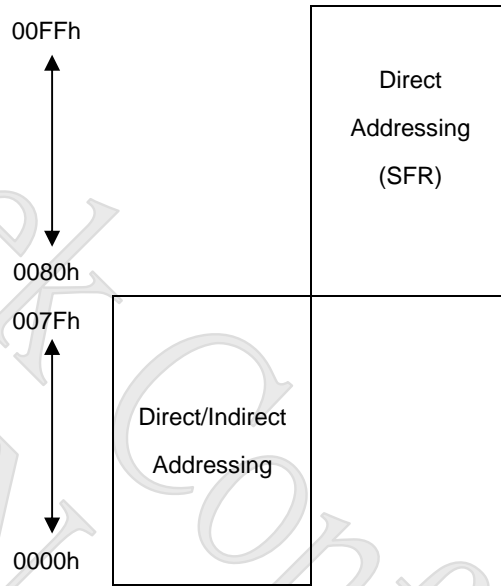 00FFh
Direct
Addressing
(SFR)
0080h
007Fh
Direct/Indirect
Addressing
0000h